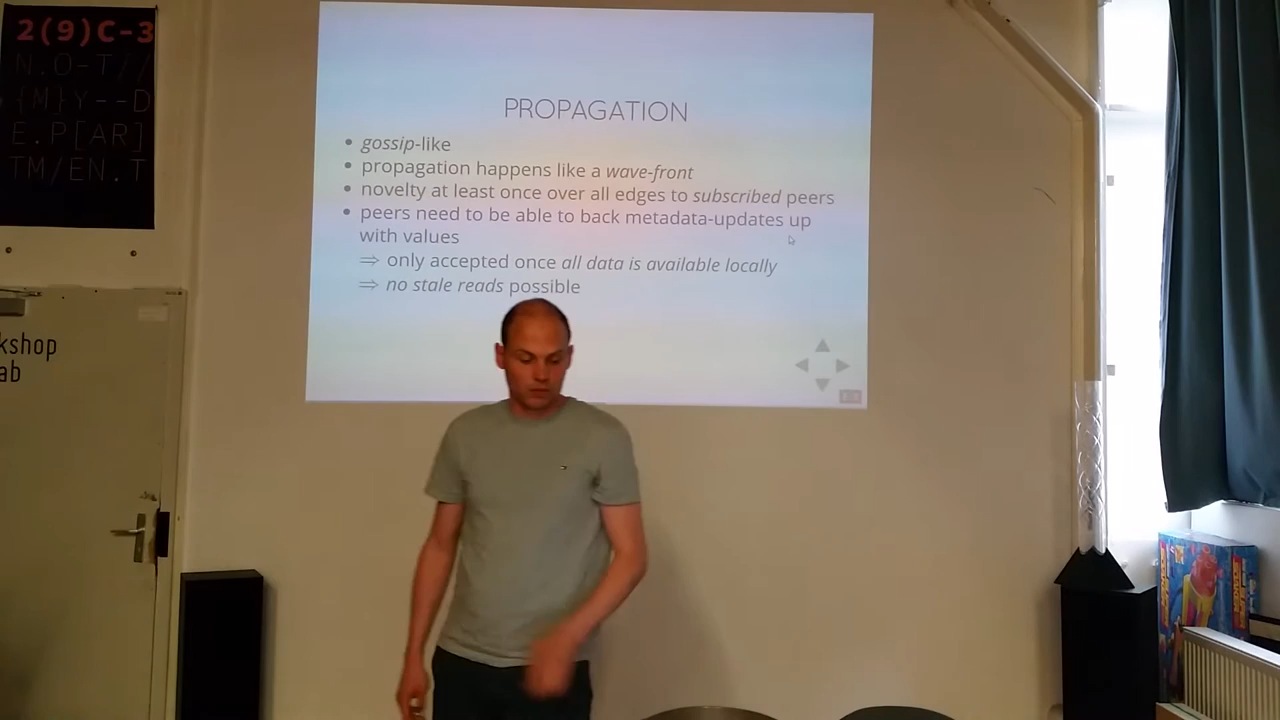 2(9)C-3
N.O-T//
{M}Y--D
E.P[AR]
TM/EN.T
kshop
ab
PROPAGATION
• gossip-like
• propagation happens like a wave-front
• novelty at least once over all edges to subscribed peers
• peers need to be able to back metadata-updates up
with values
⇒ only accepted once all data is available locally
⇒ no stale reads possible